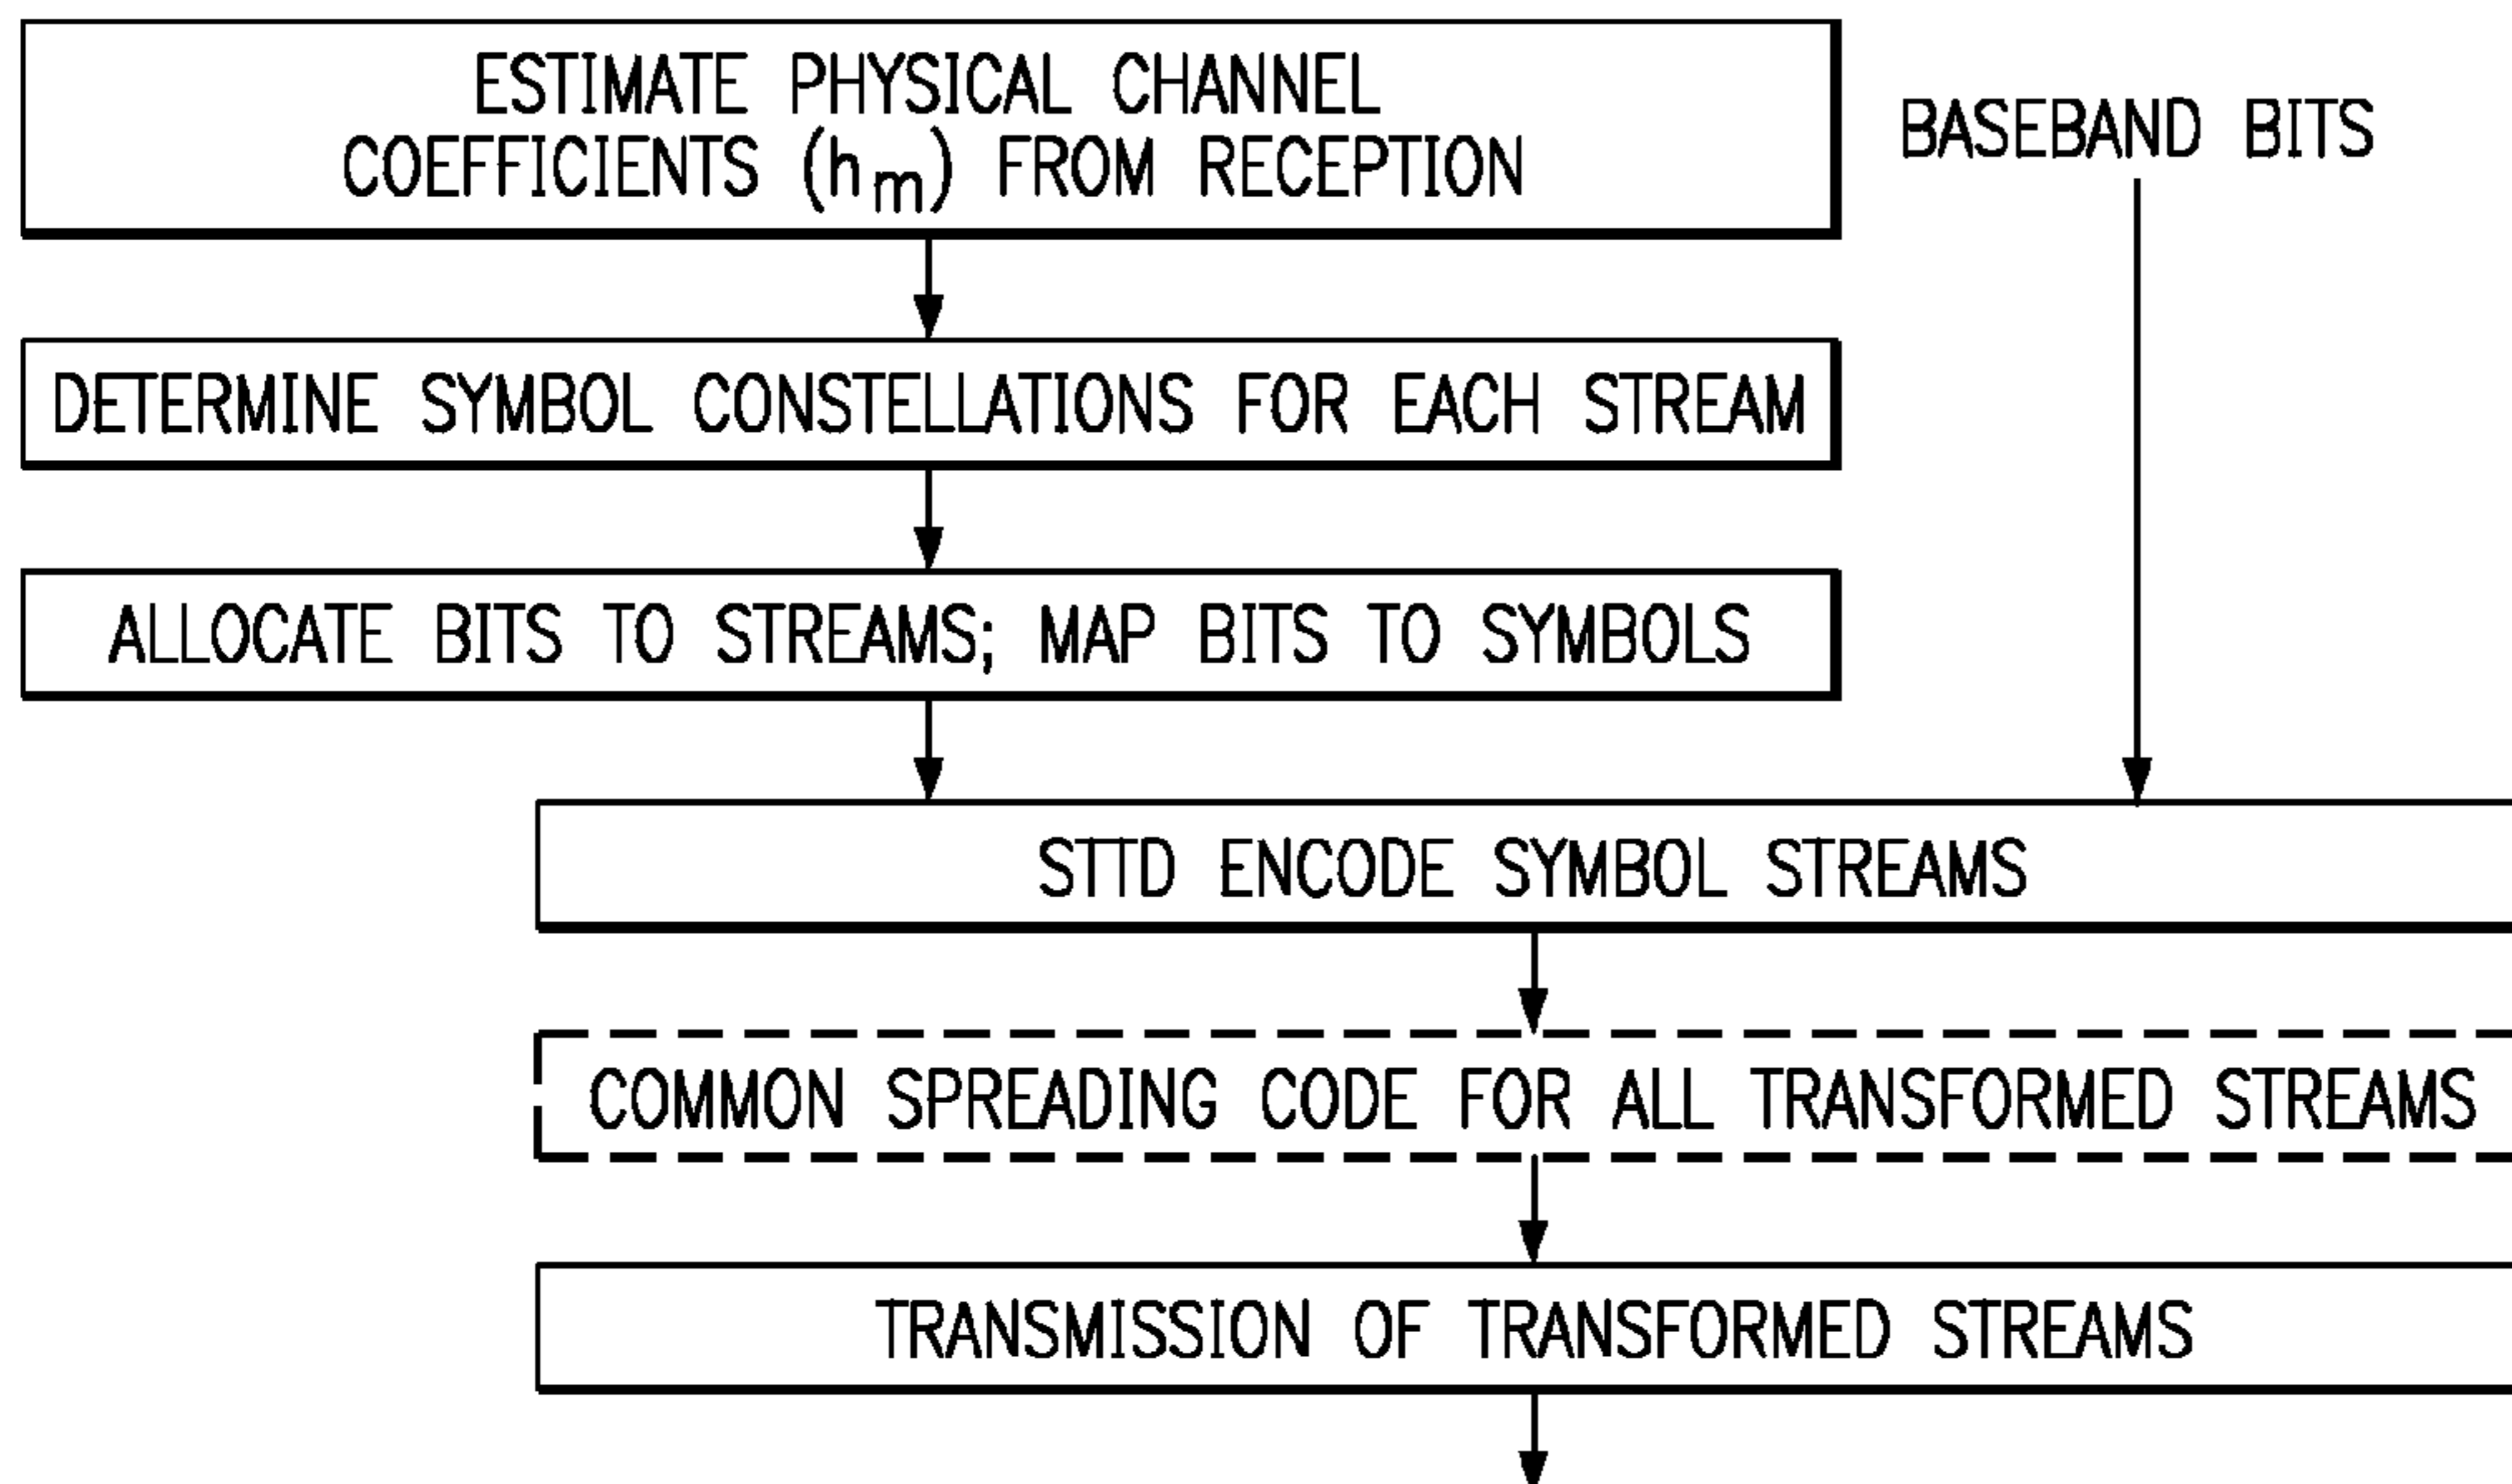 ESTIMATE PHYSICAL CHANNEL
COEFFICIENTS (hm) FROM RECEPTION
BASEBAND BITS
DETERMINE SYMBOL CONSTELLATIONS FOR EACH STREAM
ALLOCATE BITS TO STREAMS; MAP BITS TO SYMBOLS
STTD ENCODE SYMBOL STREAMS
COMMON SPREADING CODE FOR ALL TRANSFORMED STREAMS
TRANSMISSION OF TRANSFORMED STREAMS